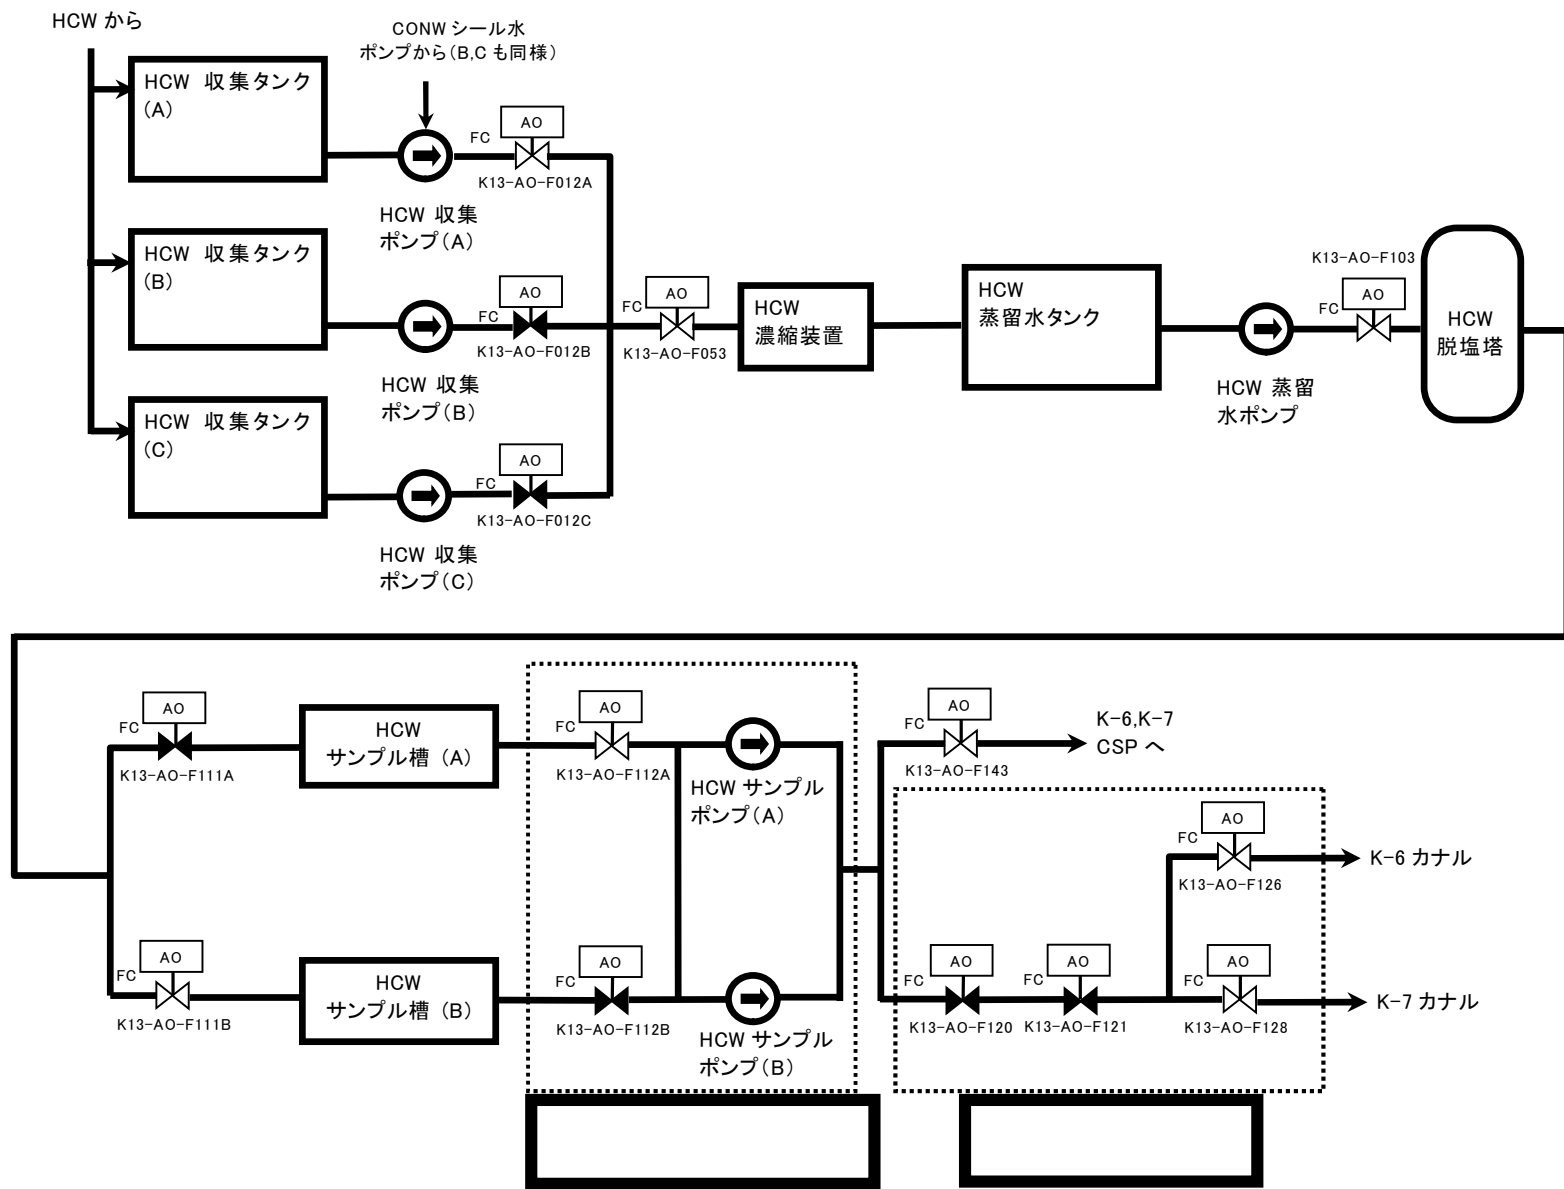 HCW から
CONW シール水
ポンプから(B,C も同様)
HCW 収集タンク
(A)
FC
AO
K13-AO-F012A
HCW 収集
ポンプ(A)
HCW 収集タンク
(B)
FC
AO
K13-AO-F012B
HCW 収集
ポンプ(B)
HCW 収集タンク
(C)
FC
AO
K13-AO-F012C
HCW 収集
ポンプ(C)
FC
AO
K13-AO-F053
HCW
濃縮装置
HCW
蒸留水タンク
HCW 蒸留
水ポンプ
K13-AO-F103
FC
AO
HCW
脱塩塔
FC
AO
K13-AO-F111A
HCW
サンプル槽 (A)
FC
AO
K13-AO-F112A
HCW サンプル
ポンプ(A)
FC
AO
K13-AO-F143
K-6,K-7
CSP へ
FC
AO
K13-AO-F126
K-6 カナル
FC
AO
K13-AO-F111B
HCW
サンプル槽 (B)
FC
AO
K13-AO-F112B
HCW サンプル
ポンプ(B)
FC
AO
K13-AO-F120
FC
AO
K13-AO-F121
FC
AO
K13-AO-F128
K-7 カナル